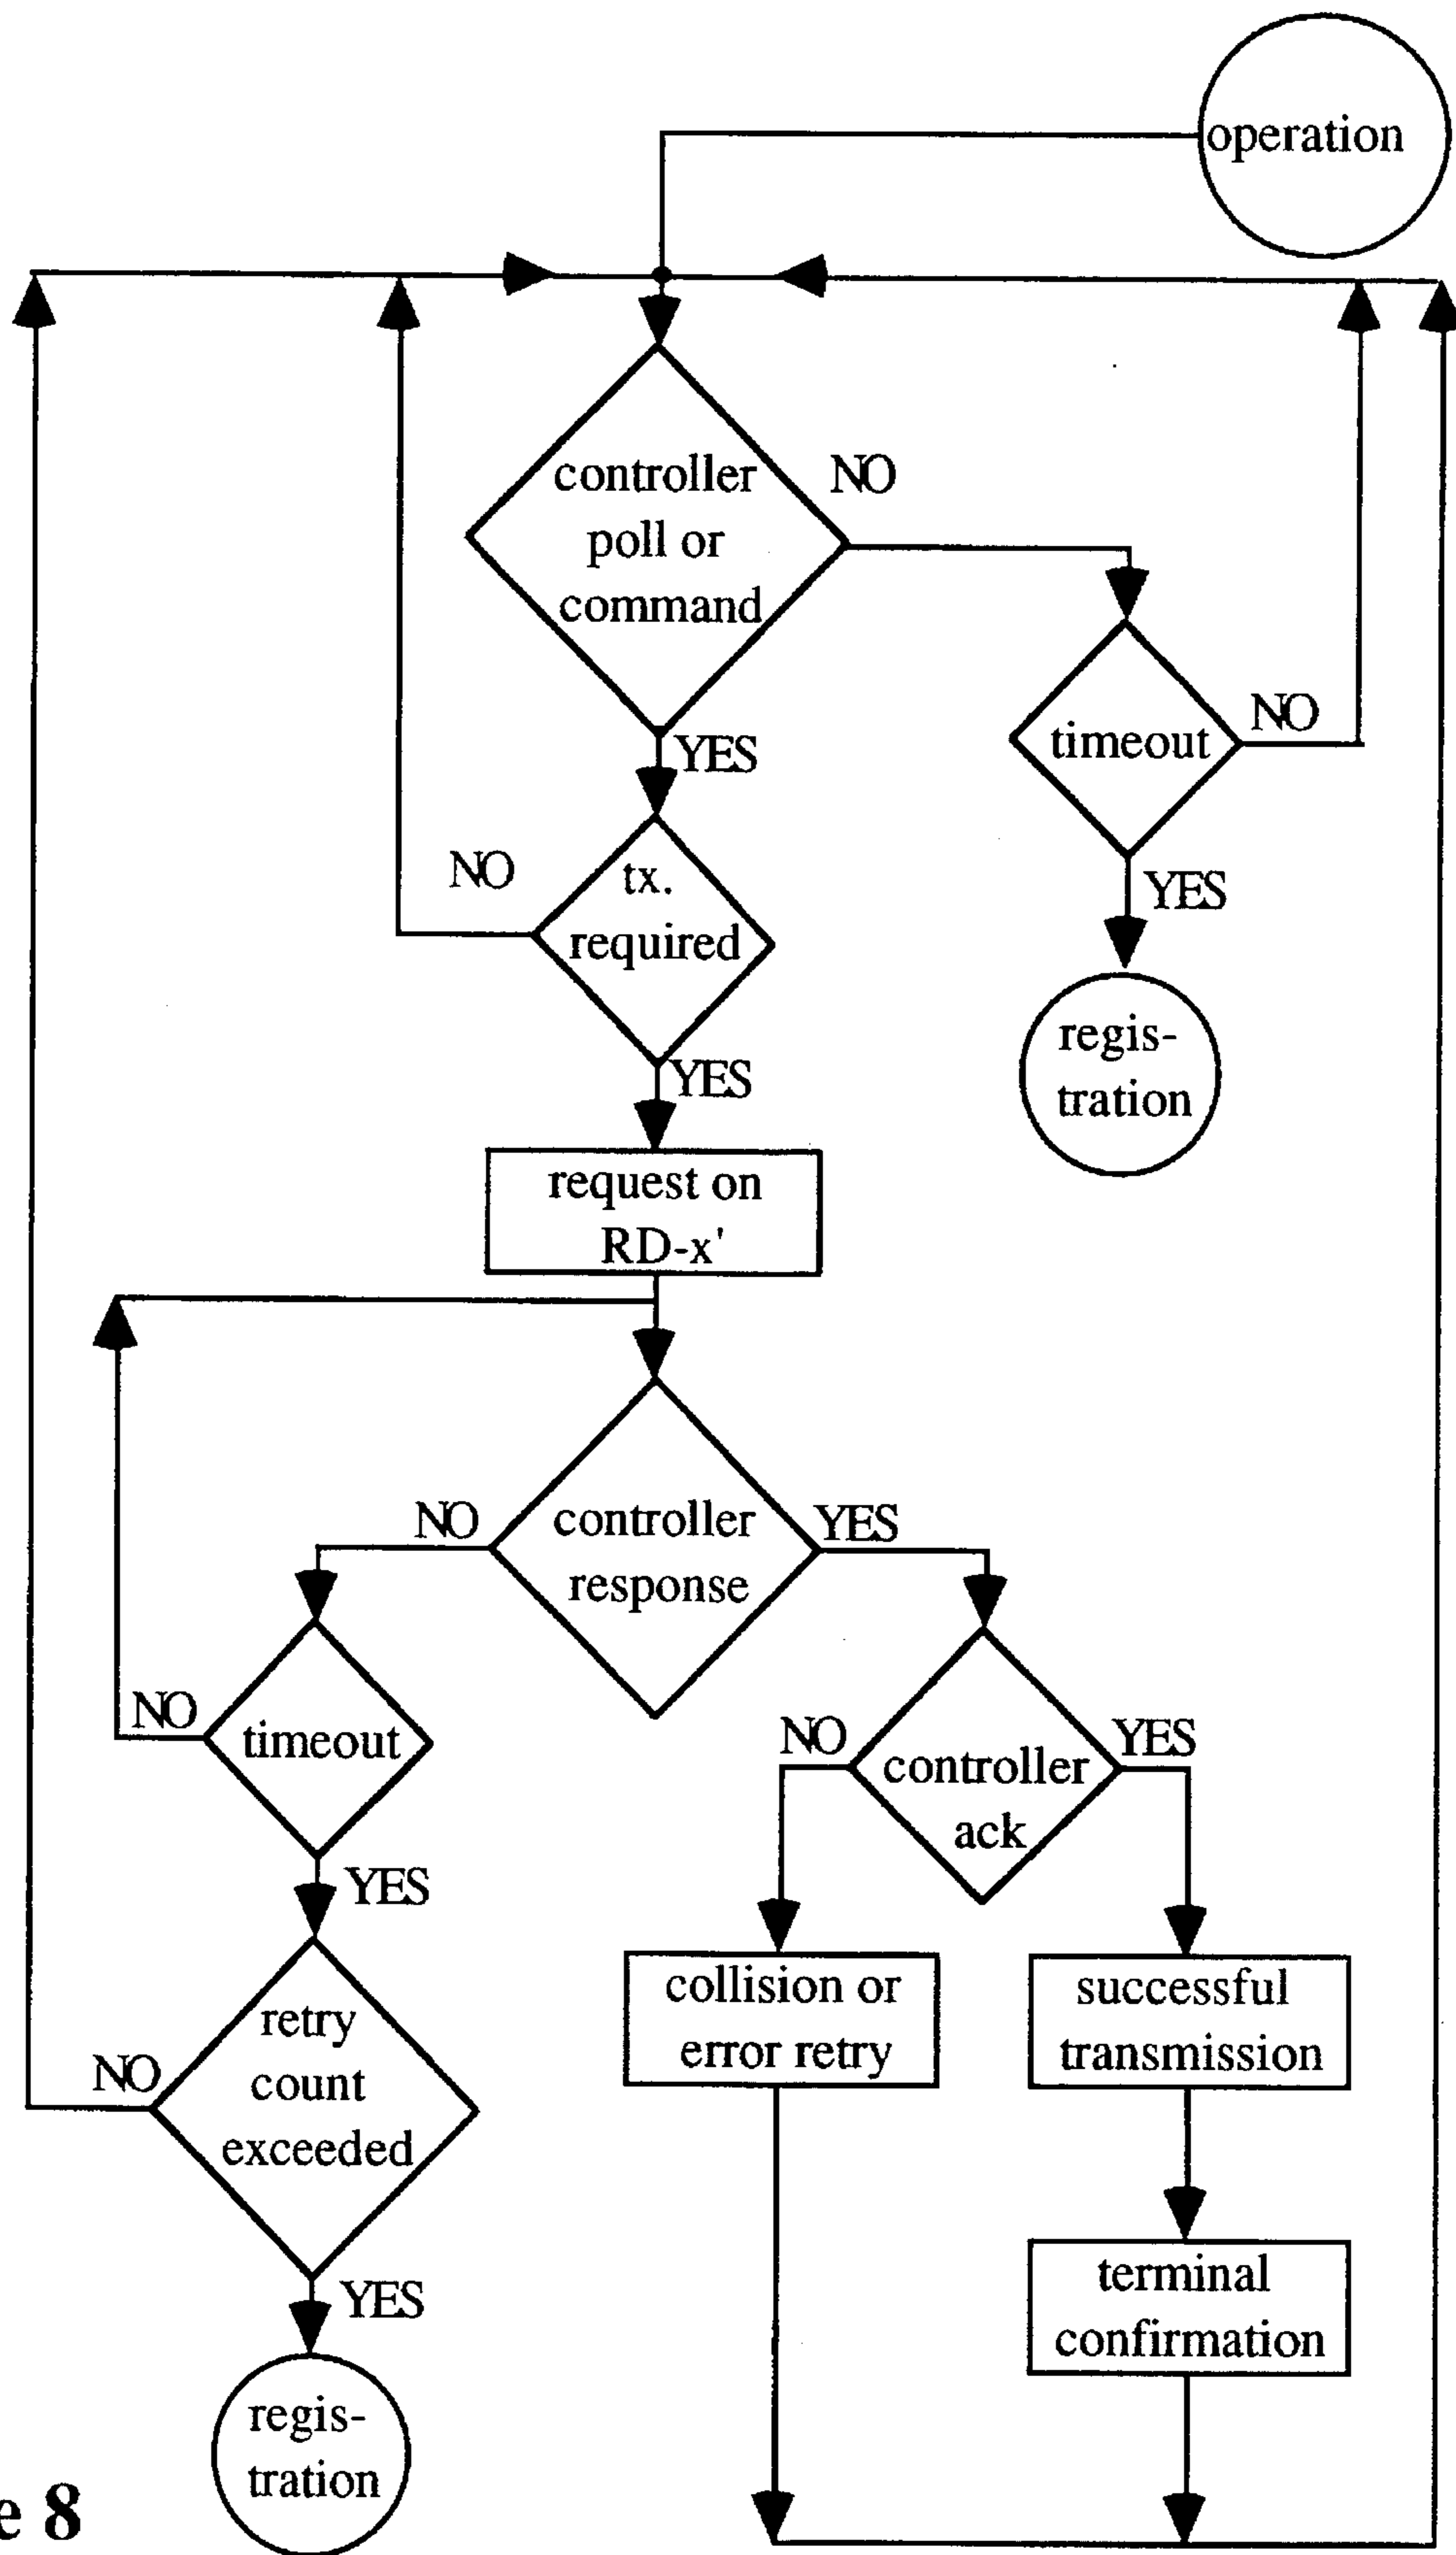 operation
controller
poll or
command
NO
YES
timeout
NO
YES
regis-
tration
NO
tx.
required
YES
request on
RD-x'
controller
response
NO
YES
timeout
NO
YES
controller
ack
NO
YES
retry
count
exceeded
NO
YES
regis-
tration
collision or
error retry
successful
transmission
terminal
confirmation
e 8